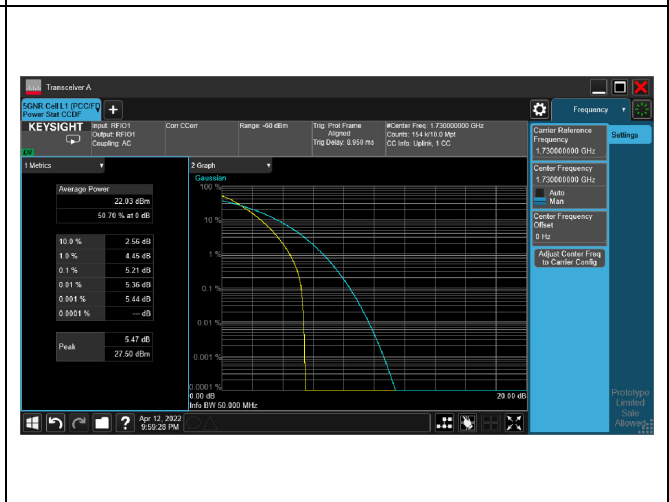 Transceiver A
5GNR Cell L1 (PCC/FD
Power Stat CCDF
KEYSIGHT
Input: RFIO1
Output: RFIO1
Coupling: AC
Corr CCorr
Range: -60 dBm
Trig: Prot Frame
Aligned
Trig Delay: 8.950 ms
#Center Freq: 1.730000000 GHz
Counts: 154 k/10.0 Mpt
CC Info: Uplink, 1 CC
Frequency
Settings
Carrier Reference
Frequency
1.730000000 GHz
Center Frequency
1.730000000 GHz
Auto
Man
Center Frequency
Offset
0 Hz
Adjust Center Freq
to Carrier Config
1 Metrics
Average Power
22.03 dBm
50.70 % at 0 dB
10.0 % 2.56 dB
1.0 % 4.45 dB
0.1 % 5.21 dB
0.01 % 5.36 dB
0.001 % 5.44 dB
0.0001 % --- dB
Peak 5.47 dB
27.50 dBm
2 Graph
Gaussian
100 %
10 %
1 %
0.1 %
0.01 %
0.001 %
0.0001 %
0.00 dB 20.00 dB
Info BW 50.000 MHz
Apr 12, 2022
9:59:28 PM
Prototype
Limited
Sale
Allowed